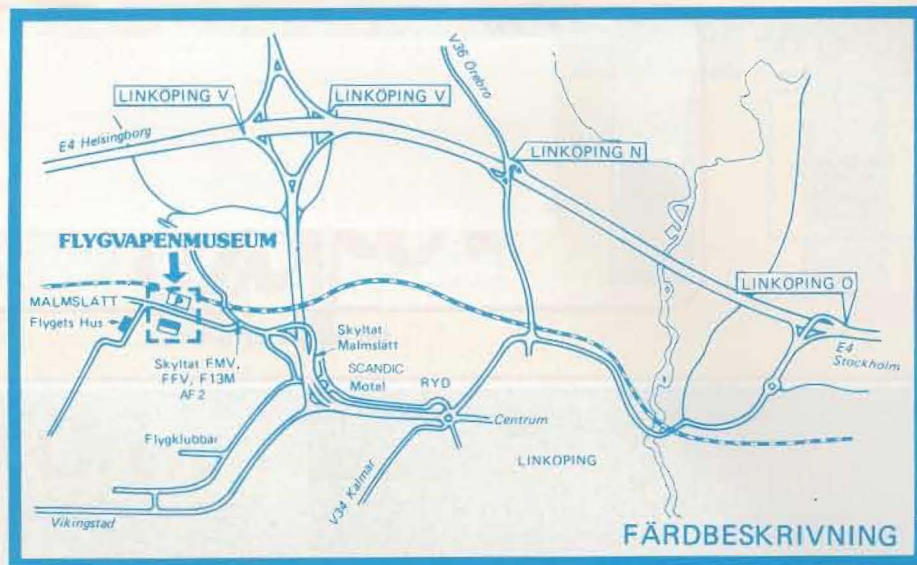 V36 Örebro
LINKÖPING V
LINKÖPING V
E4 Helsingborg
LINKÖPING N
FLYGVAPENMUSEUM
LINKÖPING O
P
MALMSLÄTT
Flygets Hus
E4
Stockholm
Skyltat
Malmslätt
Skyltat FMV,
FFV, F13M
AF2
SCANDIC
Motel
RYD
Centrum
Flygklubbar
LINKÖPING
V34 Kalmar
Vikingstad
FÄRDBESKRIVNING